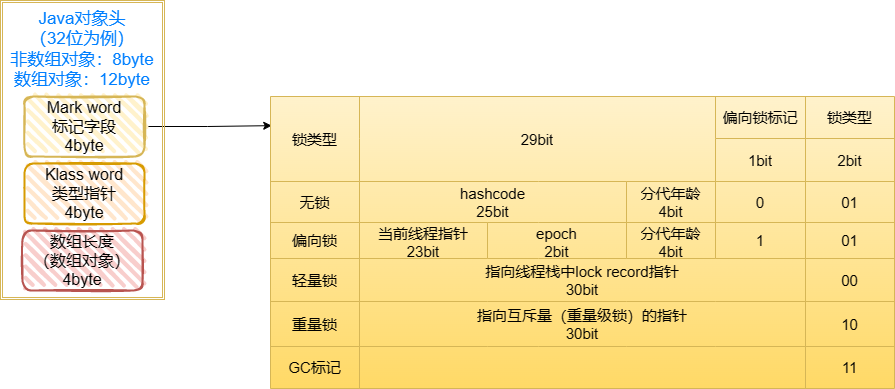 Java对象头
（32位为例）
非数组对象：8byte
数组对象：12byte
Mark word
标记字段
4byte
Klass word
类型指针
4byte
数组长度
（数组对象）
4byte
锁类型
29bit
偏向锁标记
锁类型
1bit
2bit
无锁
hashcode
25bit
分代年龄
4bit
0
01
偏向锁
当前线程指针
23bit
epoch
2bit
分代年龄
4bit
1
01
轻量锁
指向线程栈中lock record指针
30bit
00
重量锁
指向互斥量（重量级锁）的指针
30bit
10
GC标记
11